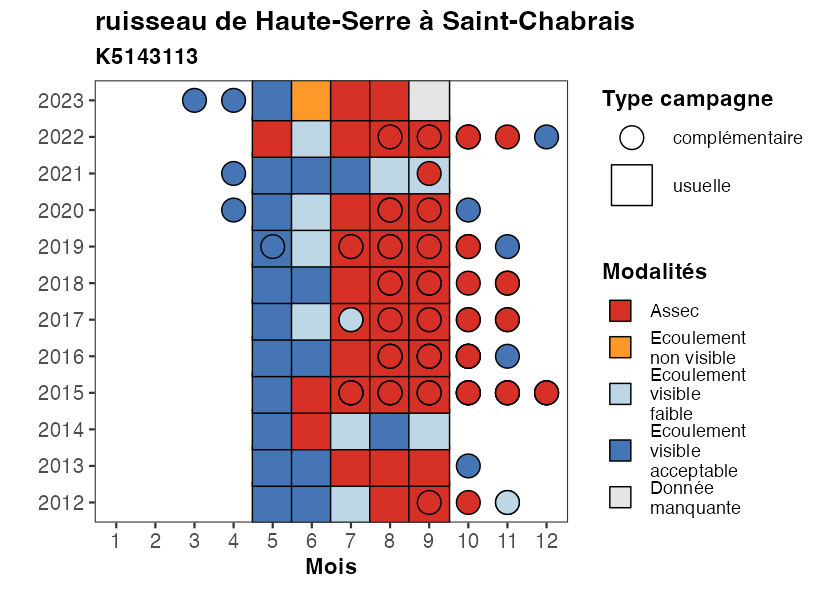 ruisseau de Haute-Serre à Saint-Chabrais
K5143113
2023
2022
2021
2020
2019
2018
2017
2016
2015
2014
2013
2012
1 2 3 4 5 6 7 8 9 10 11 12
Mois
Type campagne
complémentaire
usuelle
Modalités
Assec
Ecoulement
non visible
Ecoulement
visible
faible
Ecoulement
visible
acceptable
Donnée
manquante